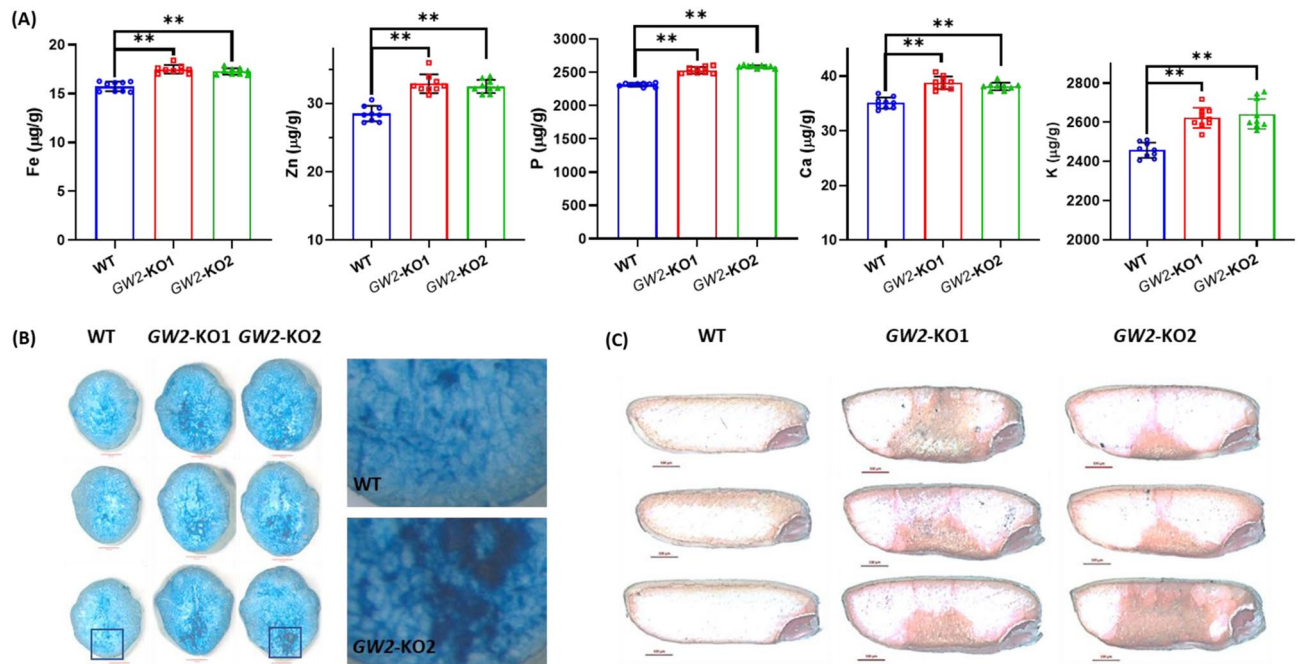 (A)
** ** ** ** ** ** ** ** ** **
Fe (µg/g)
20
15
10
5
0
WT
GW2-KO1
GW2-KO2
Zn (µg/g)
30
20
10
WT
GW2-KO1
GW2-KO2
P (µg/g)
3000
2500
2000
1500
1000
500
0
WT
GW2-KO1
GW2-KO2
Ca (µg/g)
40
30
20
10
WT
GW2-KO1
GW2-KO2
K (µg/g)
2800
2600
2400
2200
2000
WT
GW2-KO1
GW2-KO2
(B)
WT GW2-KO1 GW2-KO2
WT
GW2-KO2
(C)
WT GW2-KO1 GW2-KO2